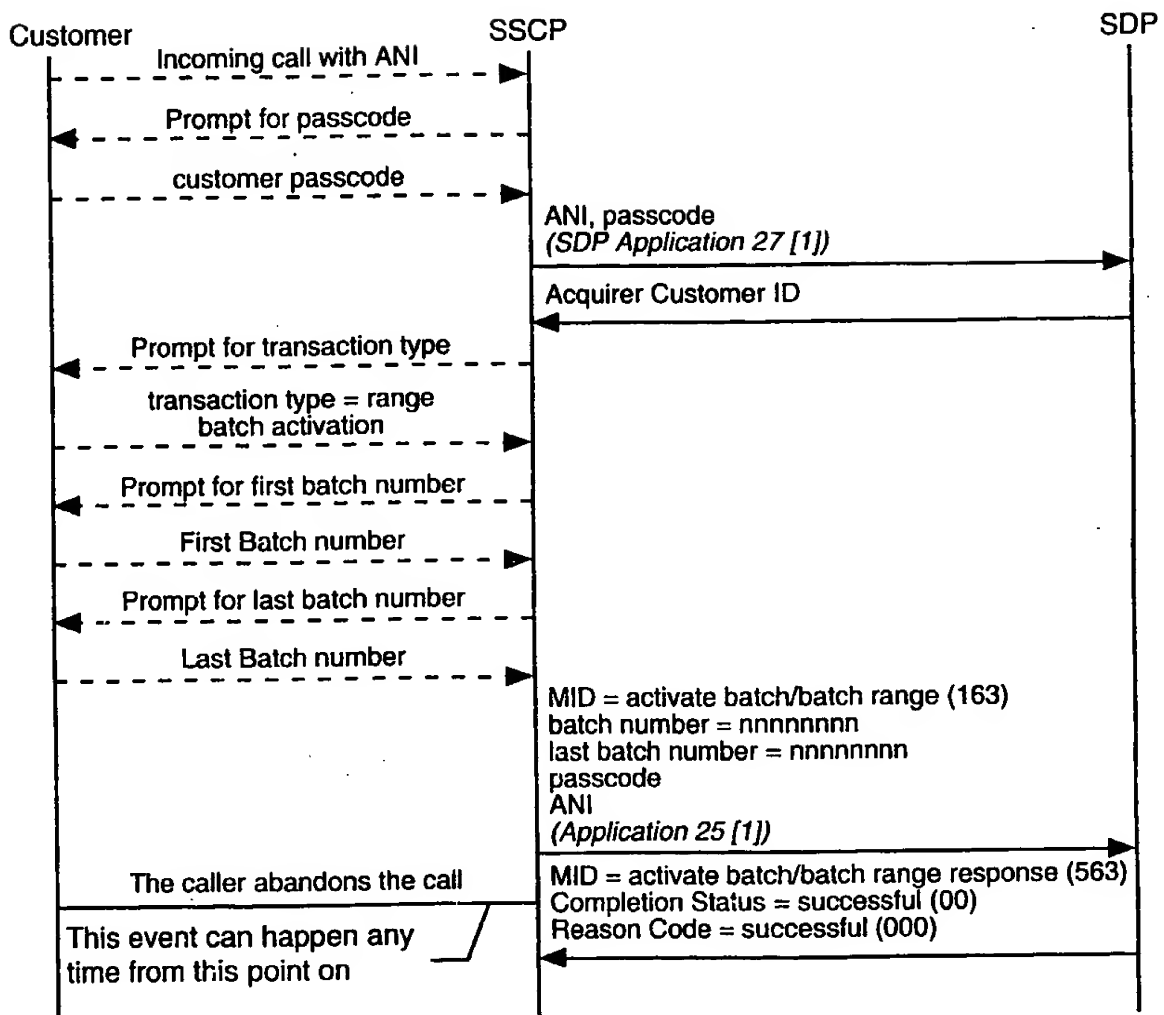 Customer
SSCP
SDP
Incoming call with ANI
Prompt for passcode
customer passcode
ANI, passcode
(SDP Application 27 [1])
Acquirer Customer ID
Prompt for transaction type
transaction type = range
batch activation
Prompt for first batch number
First Batch number
Prompt for last batch number
Last Batch number
MID = activate batch/batch range (163)
batch number = nnnnnnnnn
last batch number = nnnnnnnnn
passcode
ANI
(Application 25 [1])
The caller abandons the call
This event can happen any
time from this point on
MID = activate batch/batch range response (563)
Completion Status = successful (00)
Reason Code = successful (000)